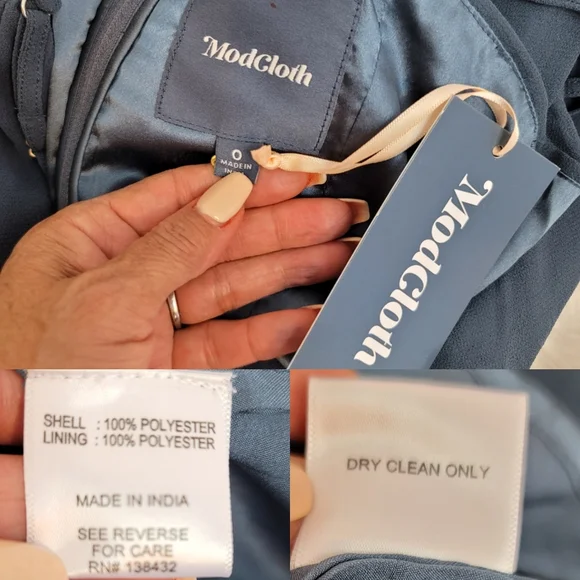 ModCloth
0
MADE IN
ModCloth
SHELL : 100% POLYESTER
LINING : 100% POLYESTER
MADE IN INDIA
SEE REVERSE
FOR CARE
RN# 138432
DRY CLEAN ONLY